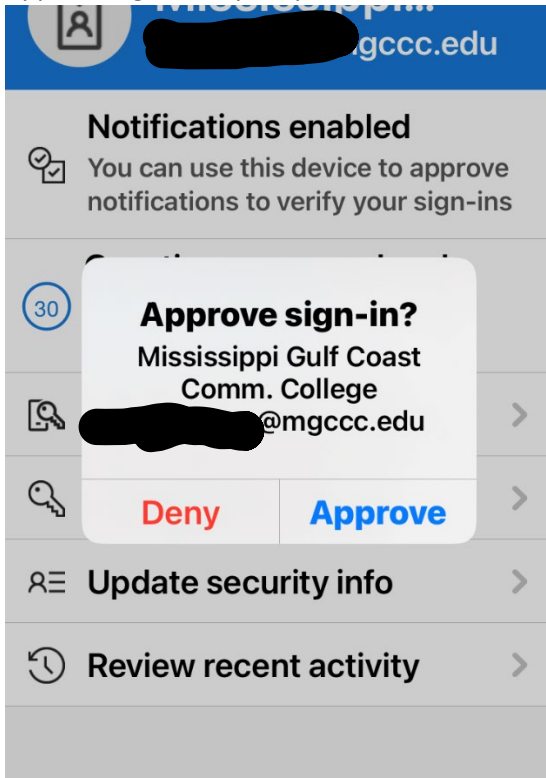 gccc.edu
Notifications enabled
You can use this device to approve
notifications to verify your sign-ins
30
Approve sign-in?
Mississippi Gulf Coast
Comm. College
@mgccc.edu
Deny
Approve
Update security info
Review recent activity